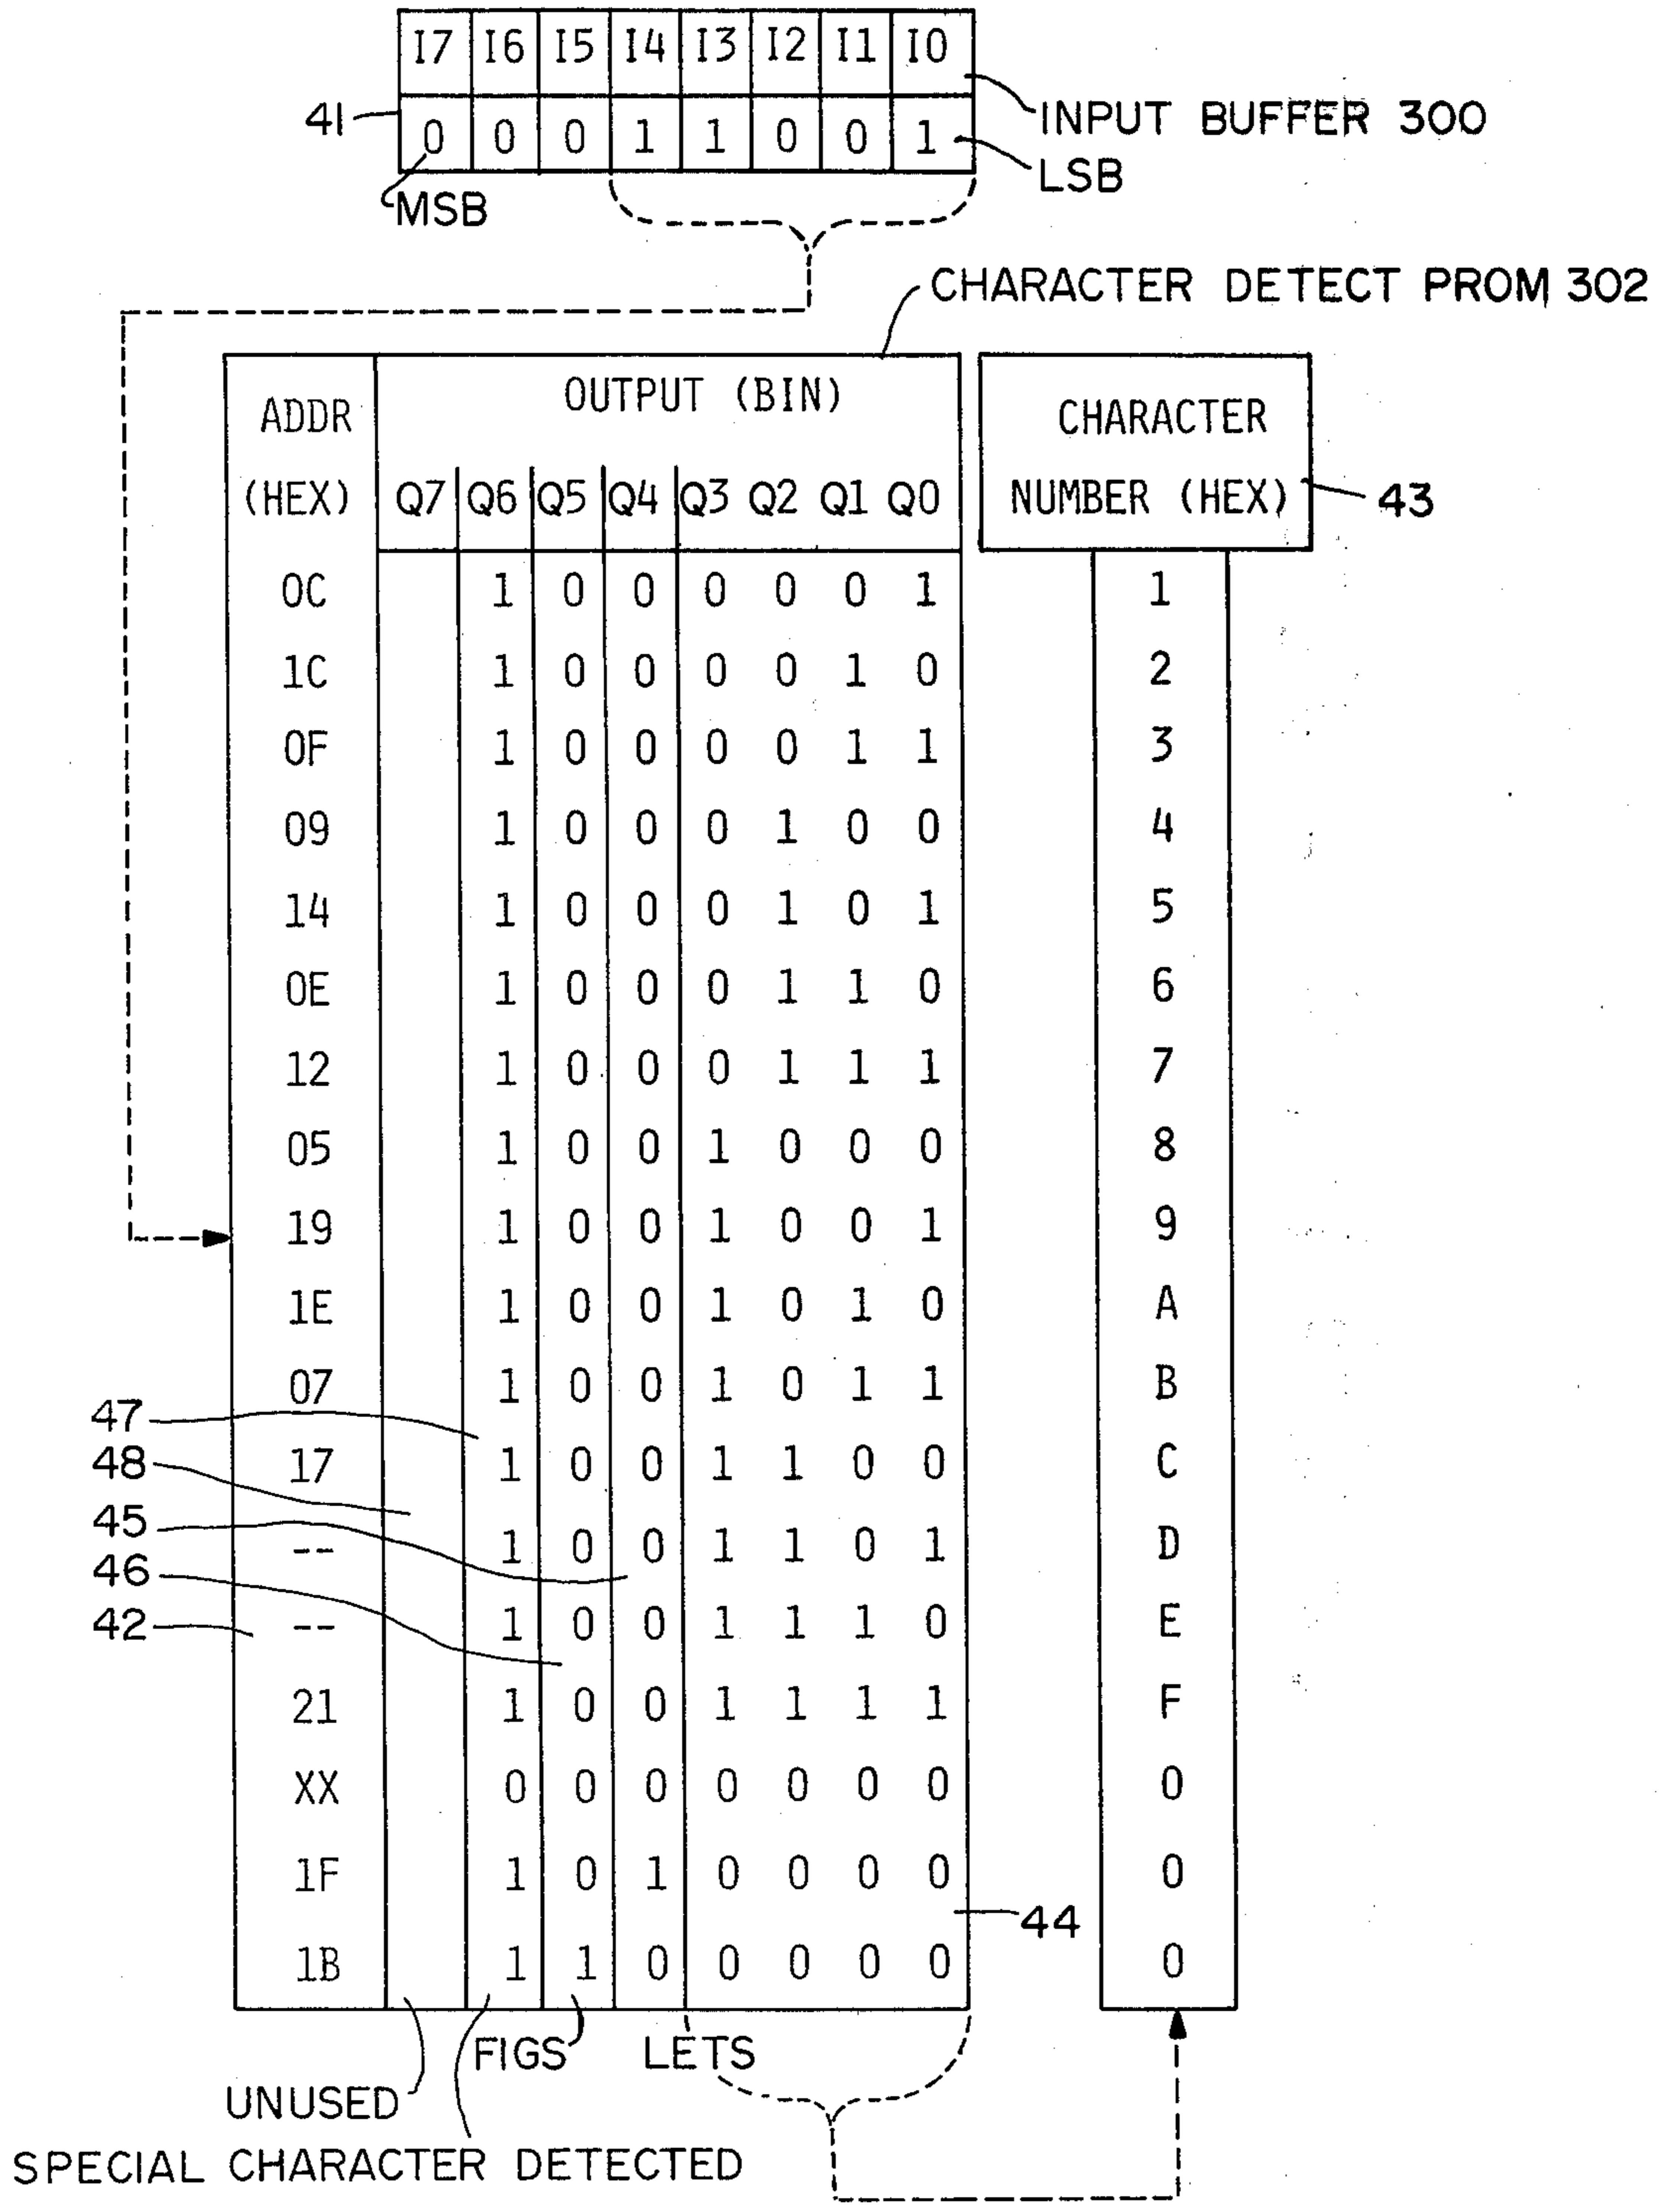 I7 I6 I5 I4 I3 I2 I1 I0
41
0 0 0 1 1 0 0 1
INPUT BUFFER 300
LSB
MSB
CHARACTER DETECT PROM 302
ADDR
(HEX)
OUTPUT (BIN)
Q7 Q6 Q5 Q4 Q3 Q2 Q1 Q0
CHARACTER
NUMBER (HEX)
43
0C 1 0 0 0 0 0 1 1
1C 1 0 0 0 0 1 0 2
0F 1 0 0 0 0 1 1 3
09 1 0 0 0 1 0 0 4
14 1 0 0 0 1 0 1 5
0E 1 0 0 0 1 1 0 6
12 1 0 0 0 1 1 1 7
05 1 0 0 1 0 0 0 8
19 1 0 0 1 0 0 1 9
1E 1 0 0 1 0 1 0 A
07 1 0 0 1 0 1 1 B
47
17 1 0 0 1 1 0 0 C
48
45
-- 1 0 0 1 1 0 1 D
46
42
-- 1 0 0 1 1 1 0 E
21 1 0 0 1 1 1 1 F
XX 0 0 0 0 0 0 0 0
1F 1 0 1 0 0 0 0 0
44
1B 1 1 0 0 0 0 0 0
FIGS LETS
UNUSED
SPECIAL CHARACTER DETECTED